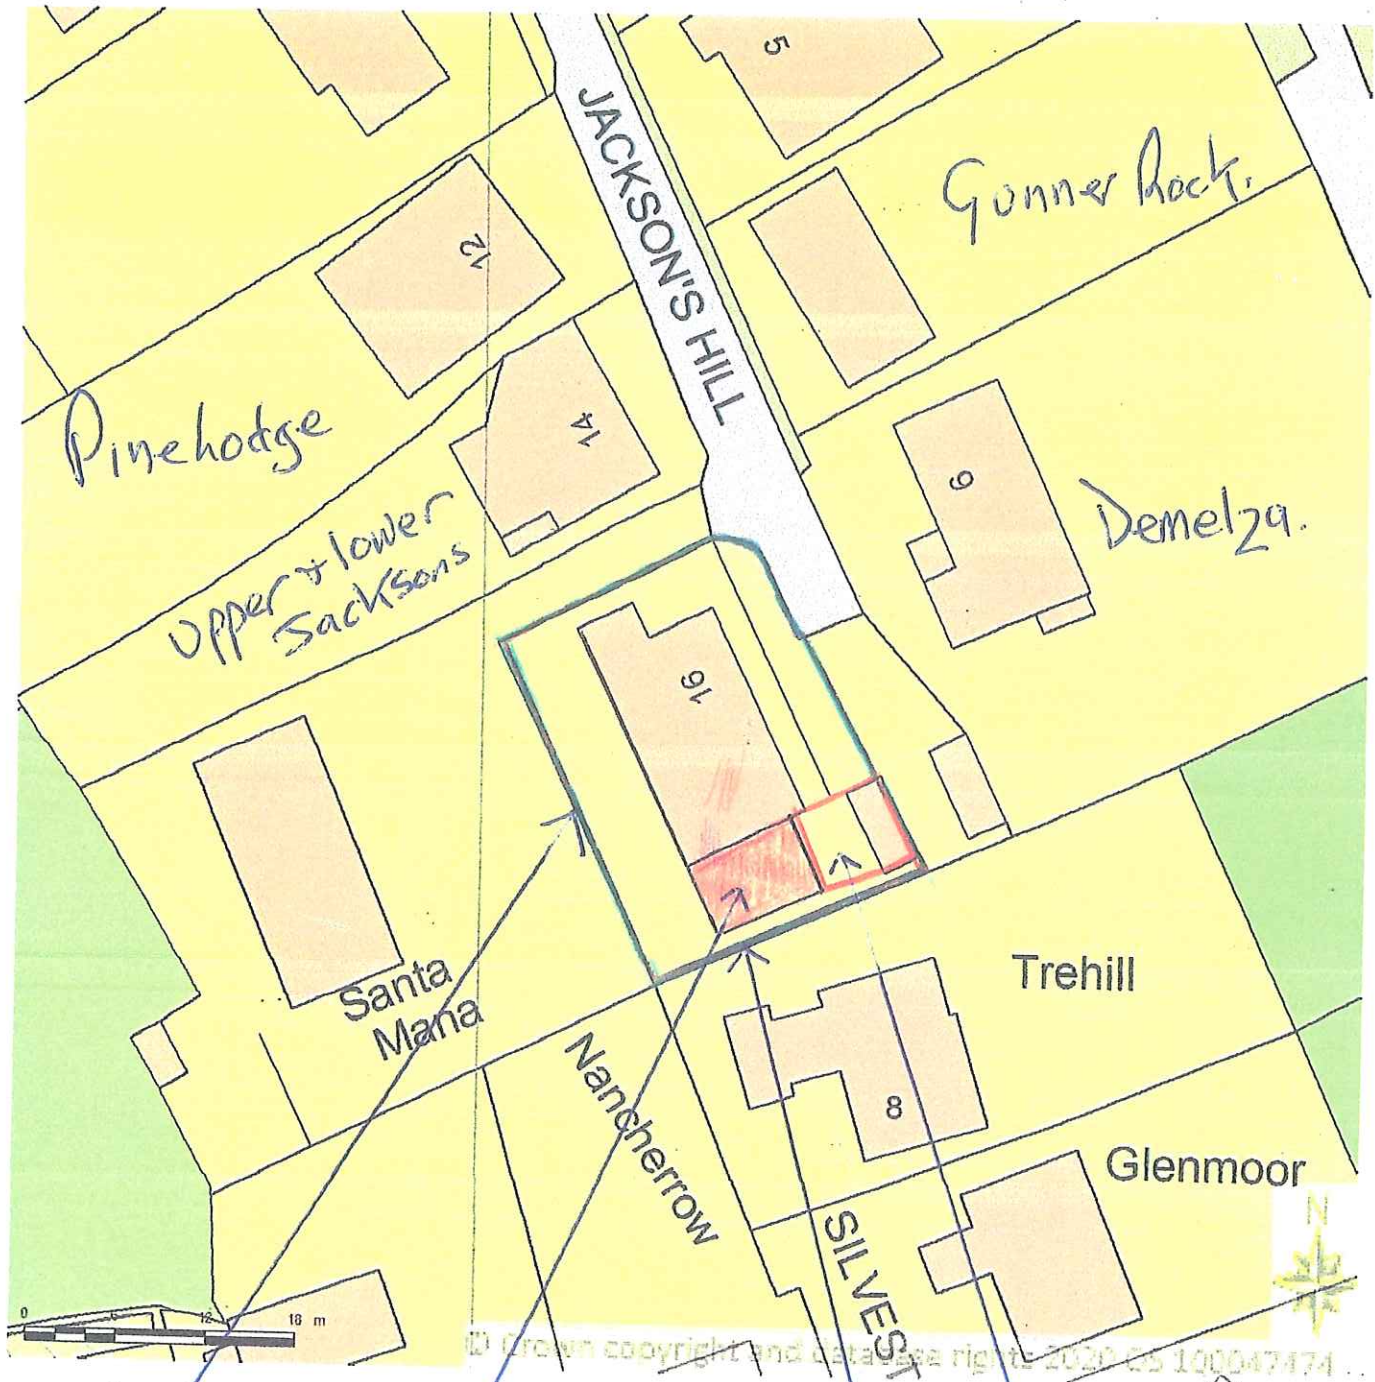 5
JACKSON'S HILL
Gunner Rock.
12
Pinehodge
14
9
Demelza.
Upper + lower
Jacksons
16
Santa
Maria
Trehill
Nancherrow
8
Glenmoor
SILVEST
N
0 6 12 18 m
© Crown copyright and database rights 2020 OS 100047474